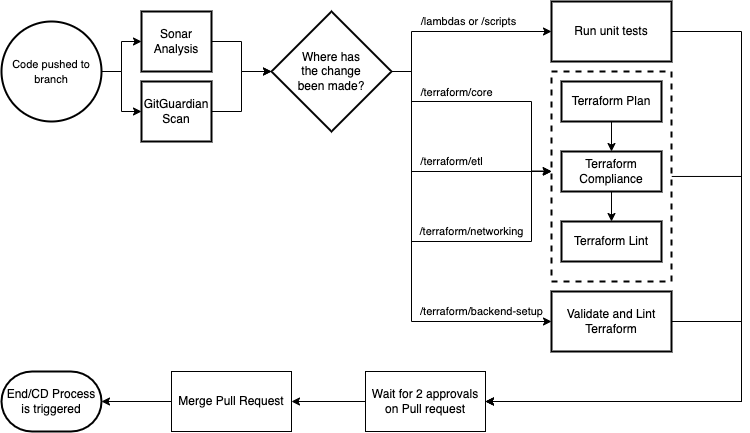 Code pushed to
branch
Sonar
Analysis
GitGuardian
Scan
Where has
the change
been made?
/lambdas or /scripts
Run unit tests
/terraform/core
Terraform Plan
/terraform/etl
Terraform
Compliance
/terraform/networking
Terraform Lint
/terraform/backend-setup
Validate and Lint
Terraform
End/CD Process
is triggered
Merge Pull Request
Wait for 2 approvals
on Pull request